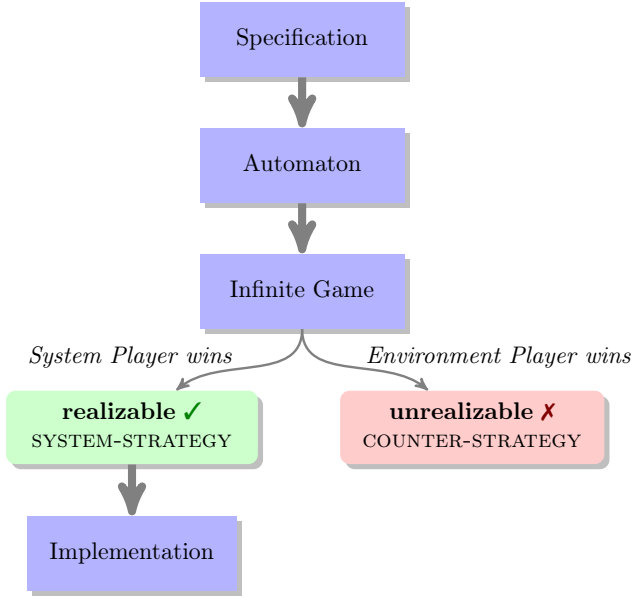 Specification
Automaton
Infinite Game
System Player wins
Environment Player wins
realizable ✓
SYSTEM-STRATEGY
unrealizable ✗
COUNTER-STRATEGY
Implementation